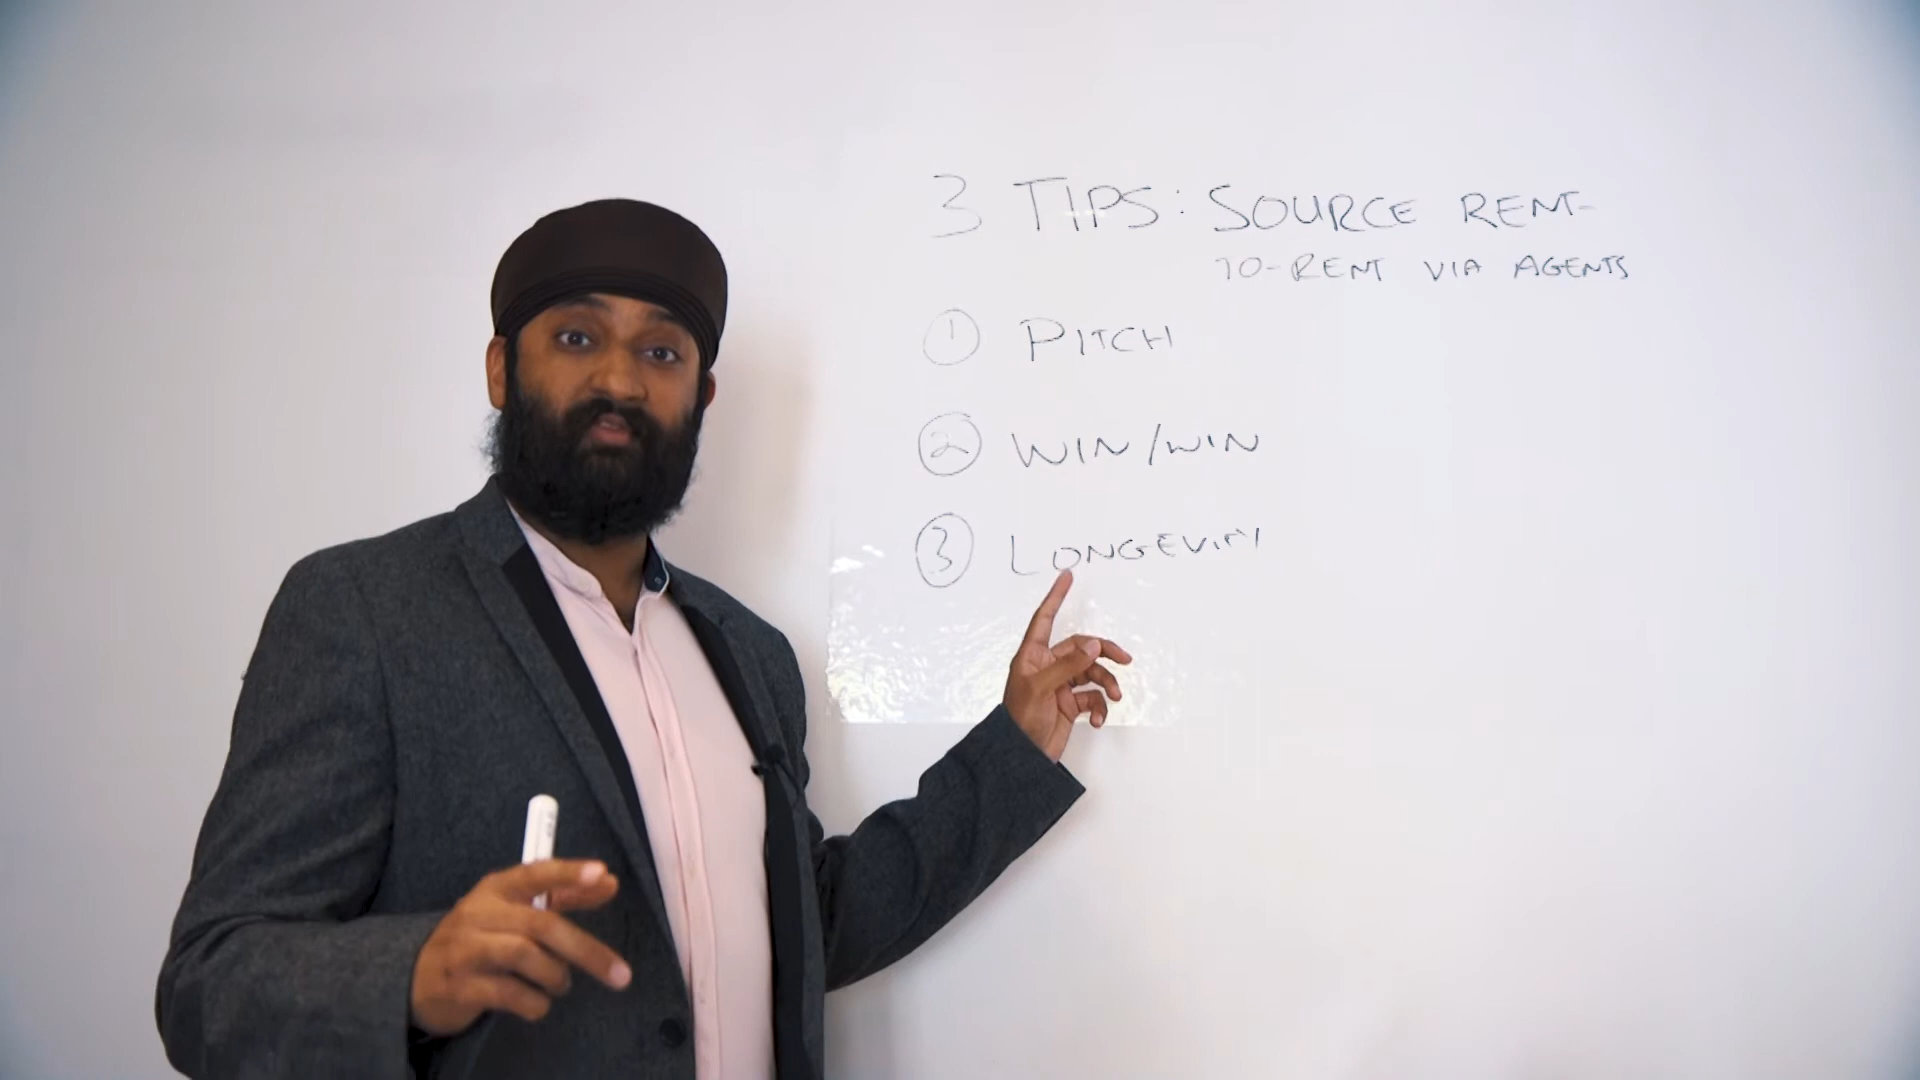 3 TIPS: SOURCE RENT-
TO-RENT VIA AGENTS
1 PITCH
2 WIN/WIN
3 LONGEVITY